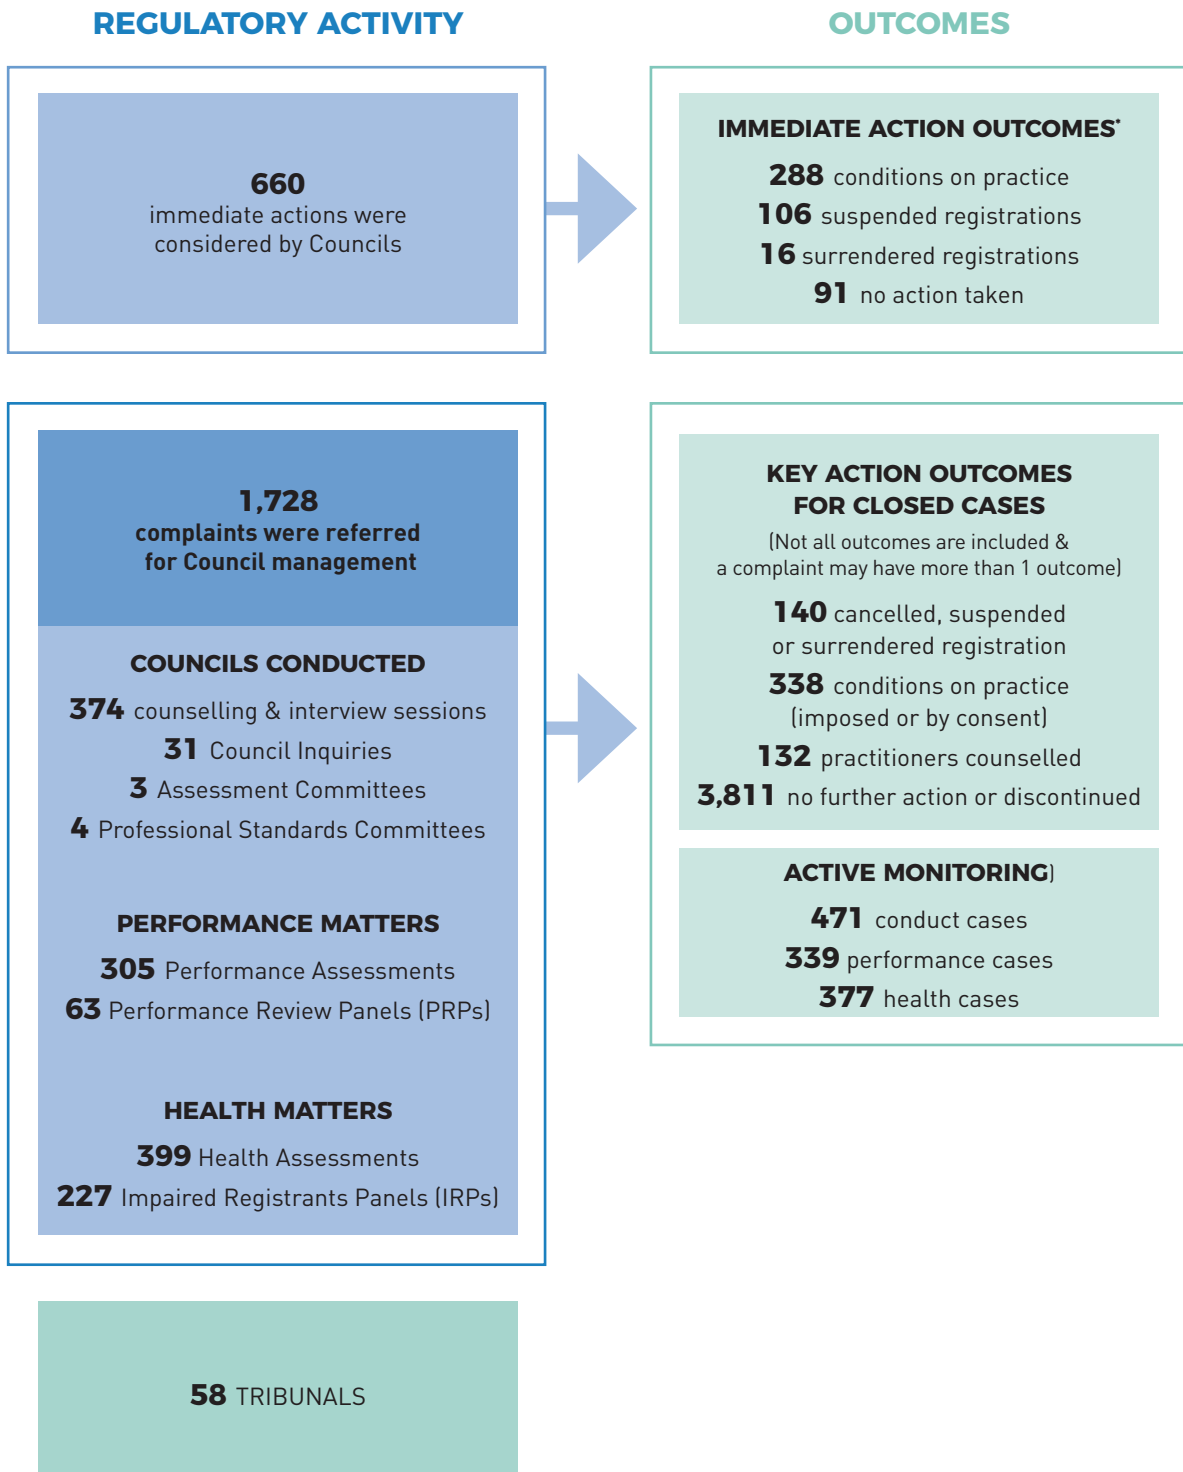 REGULATORY ACTIVITY
660
immediate actions were
considered by Councils
1,728
complaints were referred
for Council management
COUNCILS CONDUCTED
374 counselling & interview sessions
31 Council Inquiries
3 Assessment Committees
4 Professional Standards Committees
PERFORMANCE MATTERS
305 Performance Assessments
63 Performance Review Panels (PRPs)
HEALTH MATTERS
399 Health Assessments
227 Impaired Registrants Panels (IRPs)
58 TRIBUNALS
OUTCOMES
IMMEDIATE ACTION OUTCOMES*
288 conditions on practice
106 suspended registrations
16 surrendered registrations
91 no action taken
KEY ACTION OUTCOMES
FOR CLOSED CASES
(Not all outcomes are included &
a complaint may have more than 1 outcome)
140 cancelled, suspended
or surrendered registration
338 conditions on practice
(imposed or by consent)
132 practitioners counselled
3,811 no further action or discontinued
ACTIVE MONITORING)
471 conduct cases
339 performance cases
377 health cases